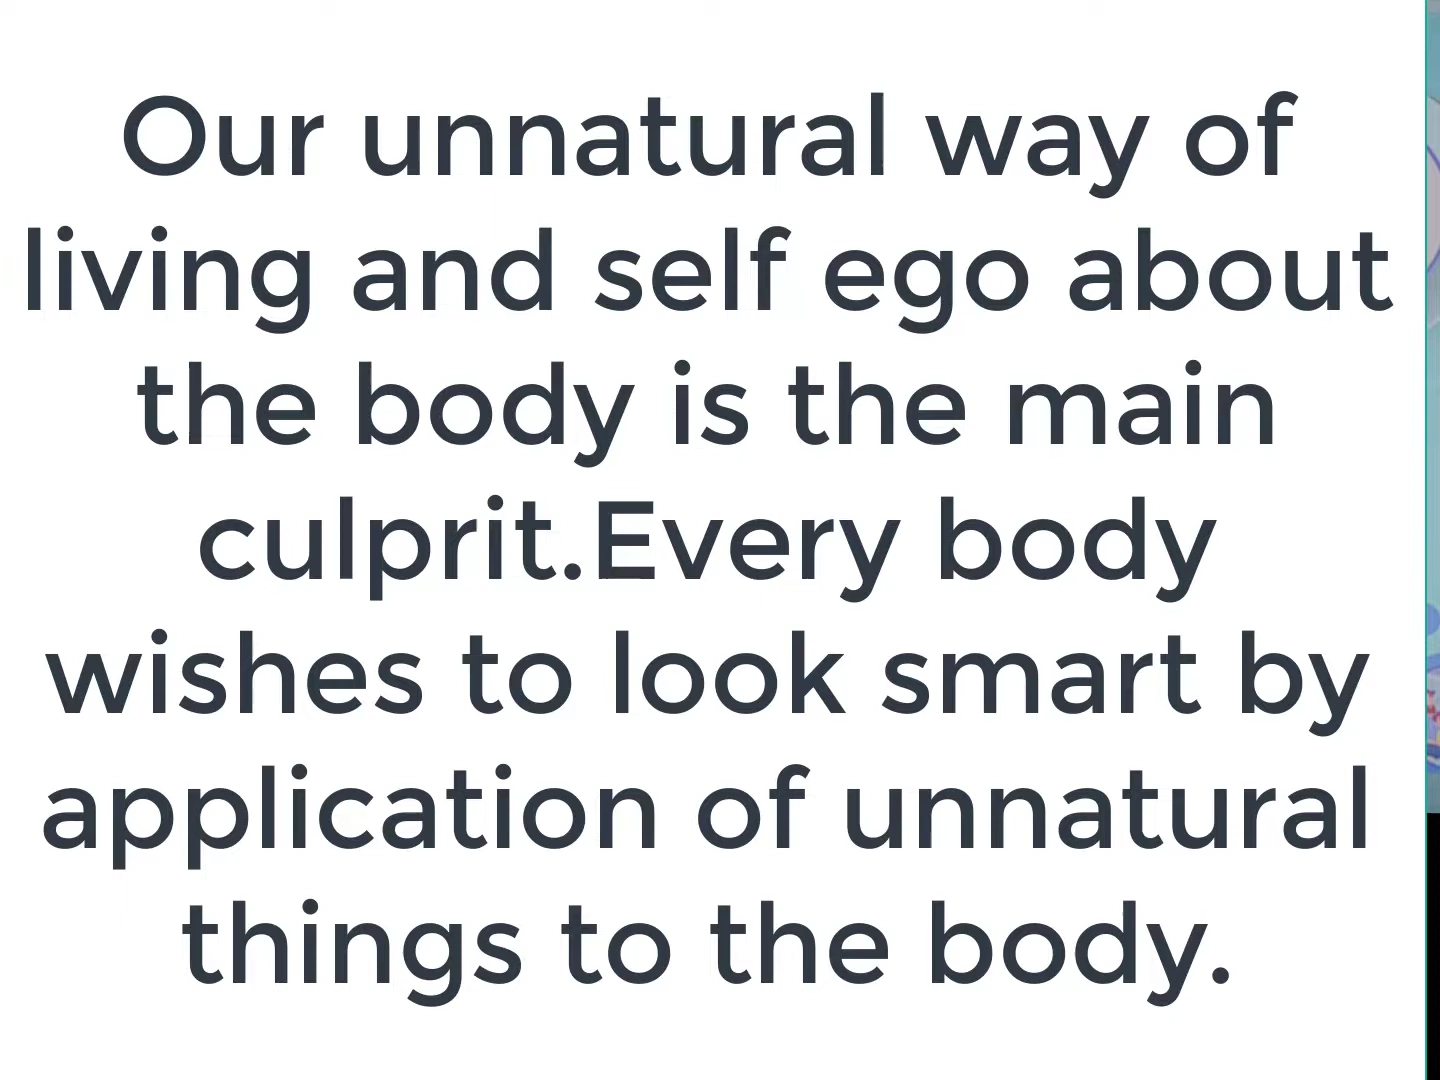 Our unnatural way of
living and self ego about
the body is the main
culprit.Every body
wishes to look smart by
application of unnatural
things to the body.